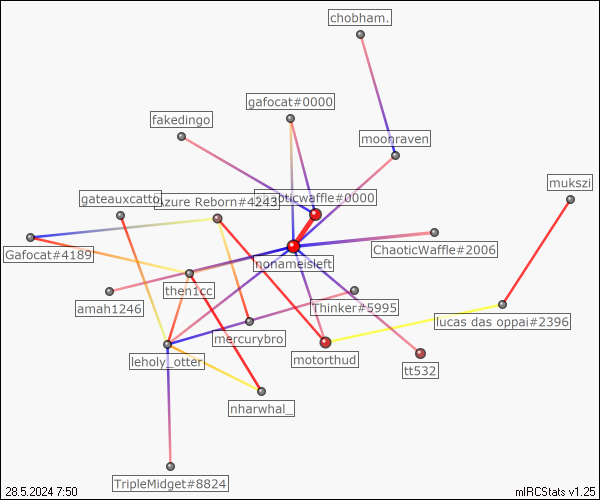 chobham.
gafocat#0000
fakedingo
moonraven
mukszi
gateauxcatto
Azure Reborn#4243
chaoticwaffle#0000
Gafocat#4189
ChaoticWaffle#2006
nonameisleft
then1cc
amah1246
Thinker#5995
lucas das oppai#2396
mercurybro
leholy_otter
motorthud
tt532
nharwhal_
TripleMidget#8824
28.5.2024 7:50
mIRCStats v1.25